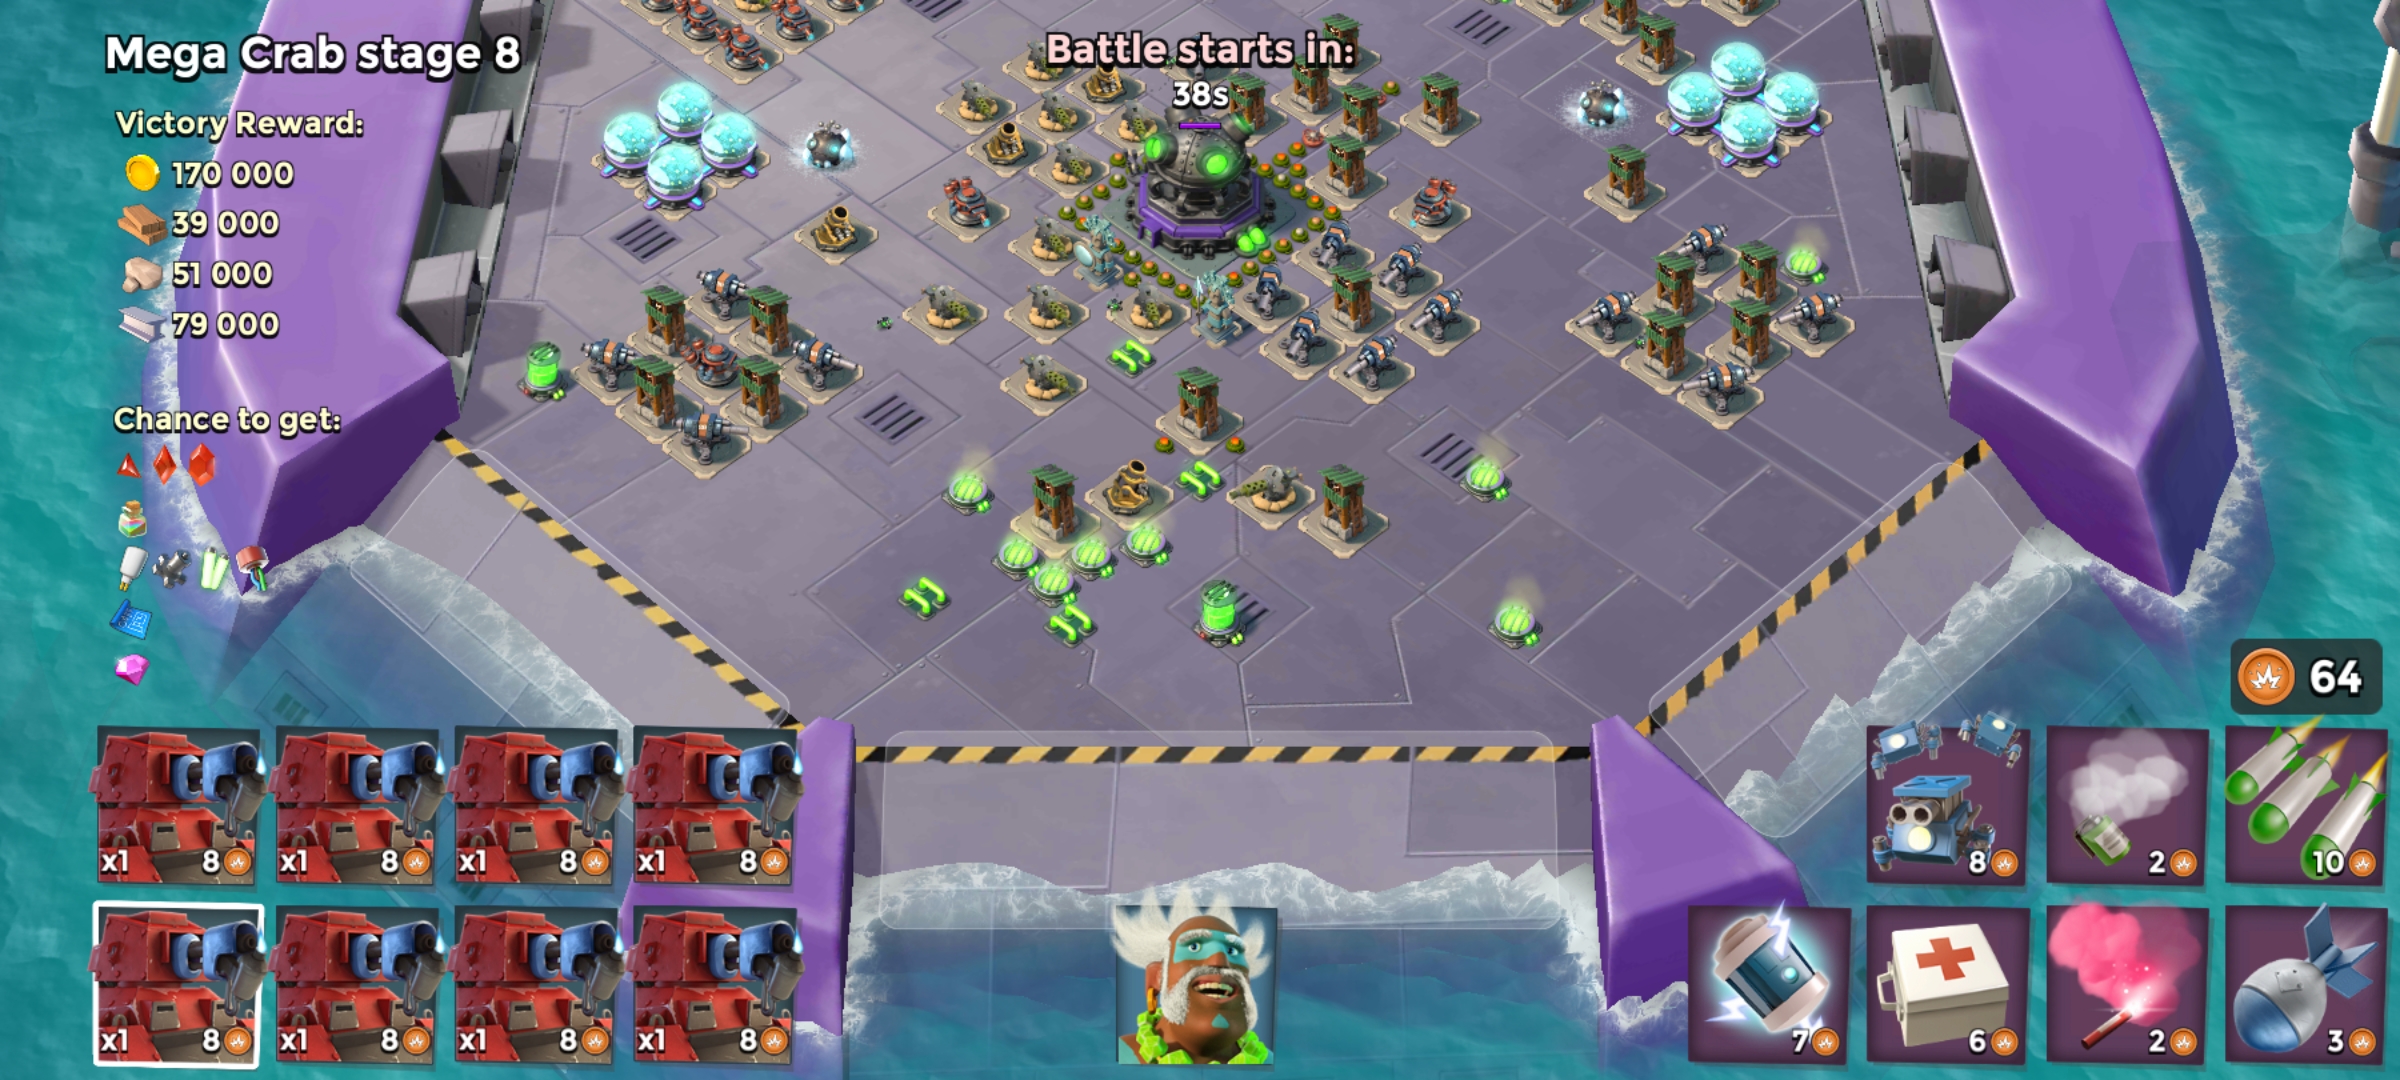 Mega Crab stage 8
Battle starts in:
38s
Victory Reward:
170 000
39 000
51 000
79 000
Chance to get:
64
x1 8
x1 8
x1 8
x1 8
8
2
10
x1 8
x1 8
x1 8
x1 8
7
6
2
3